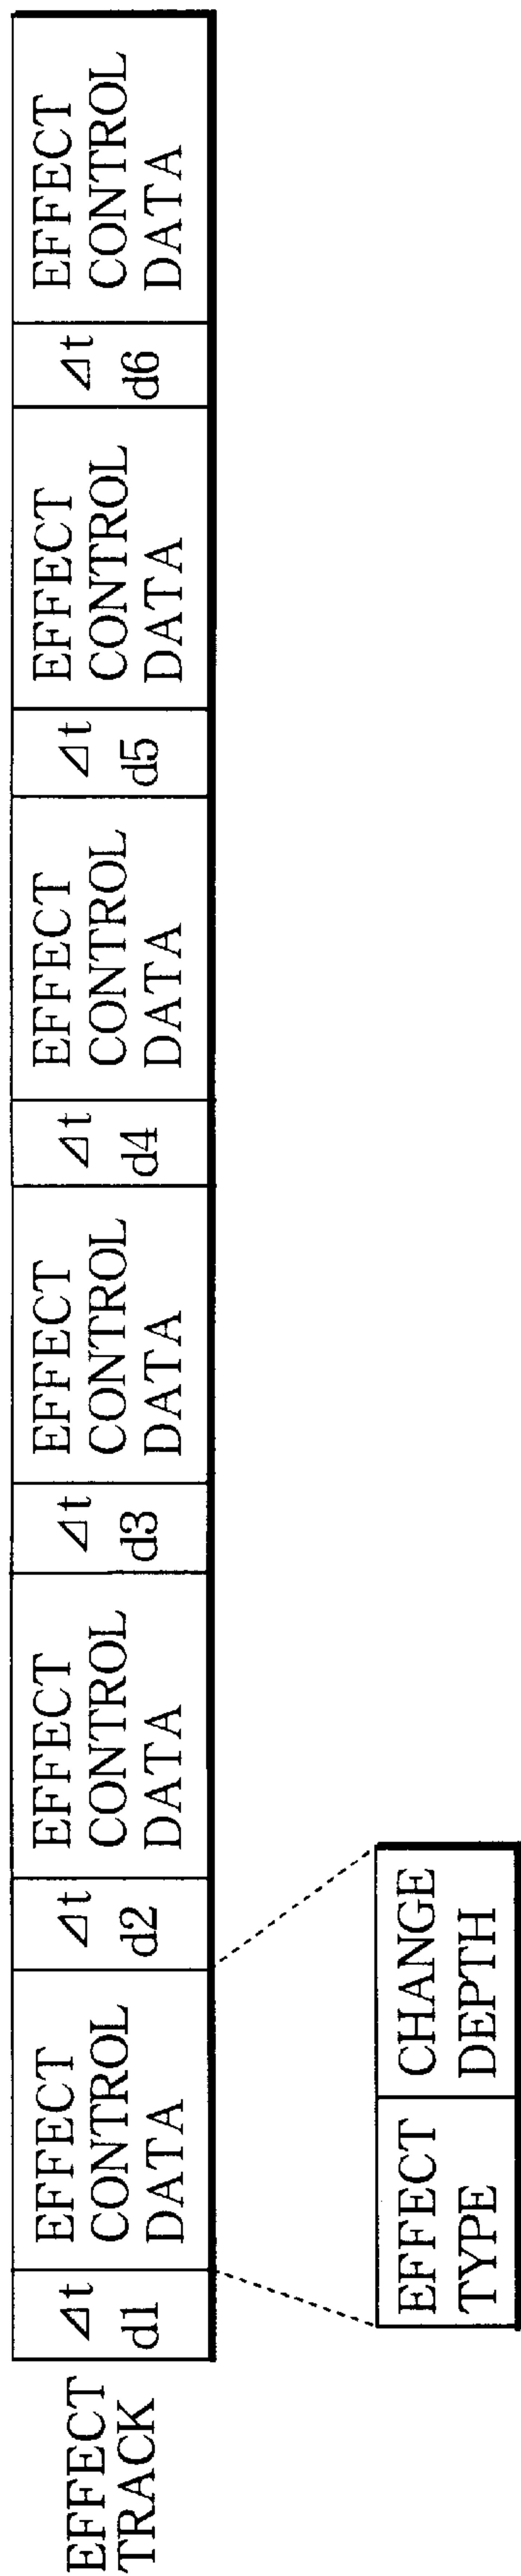 EFFECT
TRACK
Δt
d1
EFFECT
CONTROL
DATA
Δt
d2
EFFECT
CONTROL
DATA
Δt
d3
EFFECT
CONTROL
DATA
Δt
d4
EFFECT
CONTROL
DATA
Δt
d5
EFFECT
CONTROL
DATA
Δt
d6
EFFECT
CONTROL
DATA
EFFECT
TYPE
CHANGE
DEPTH